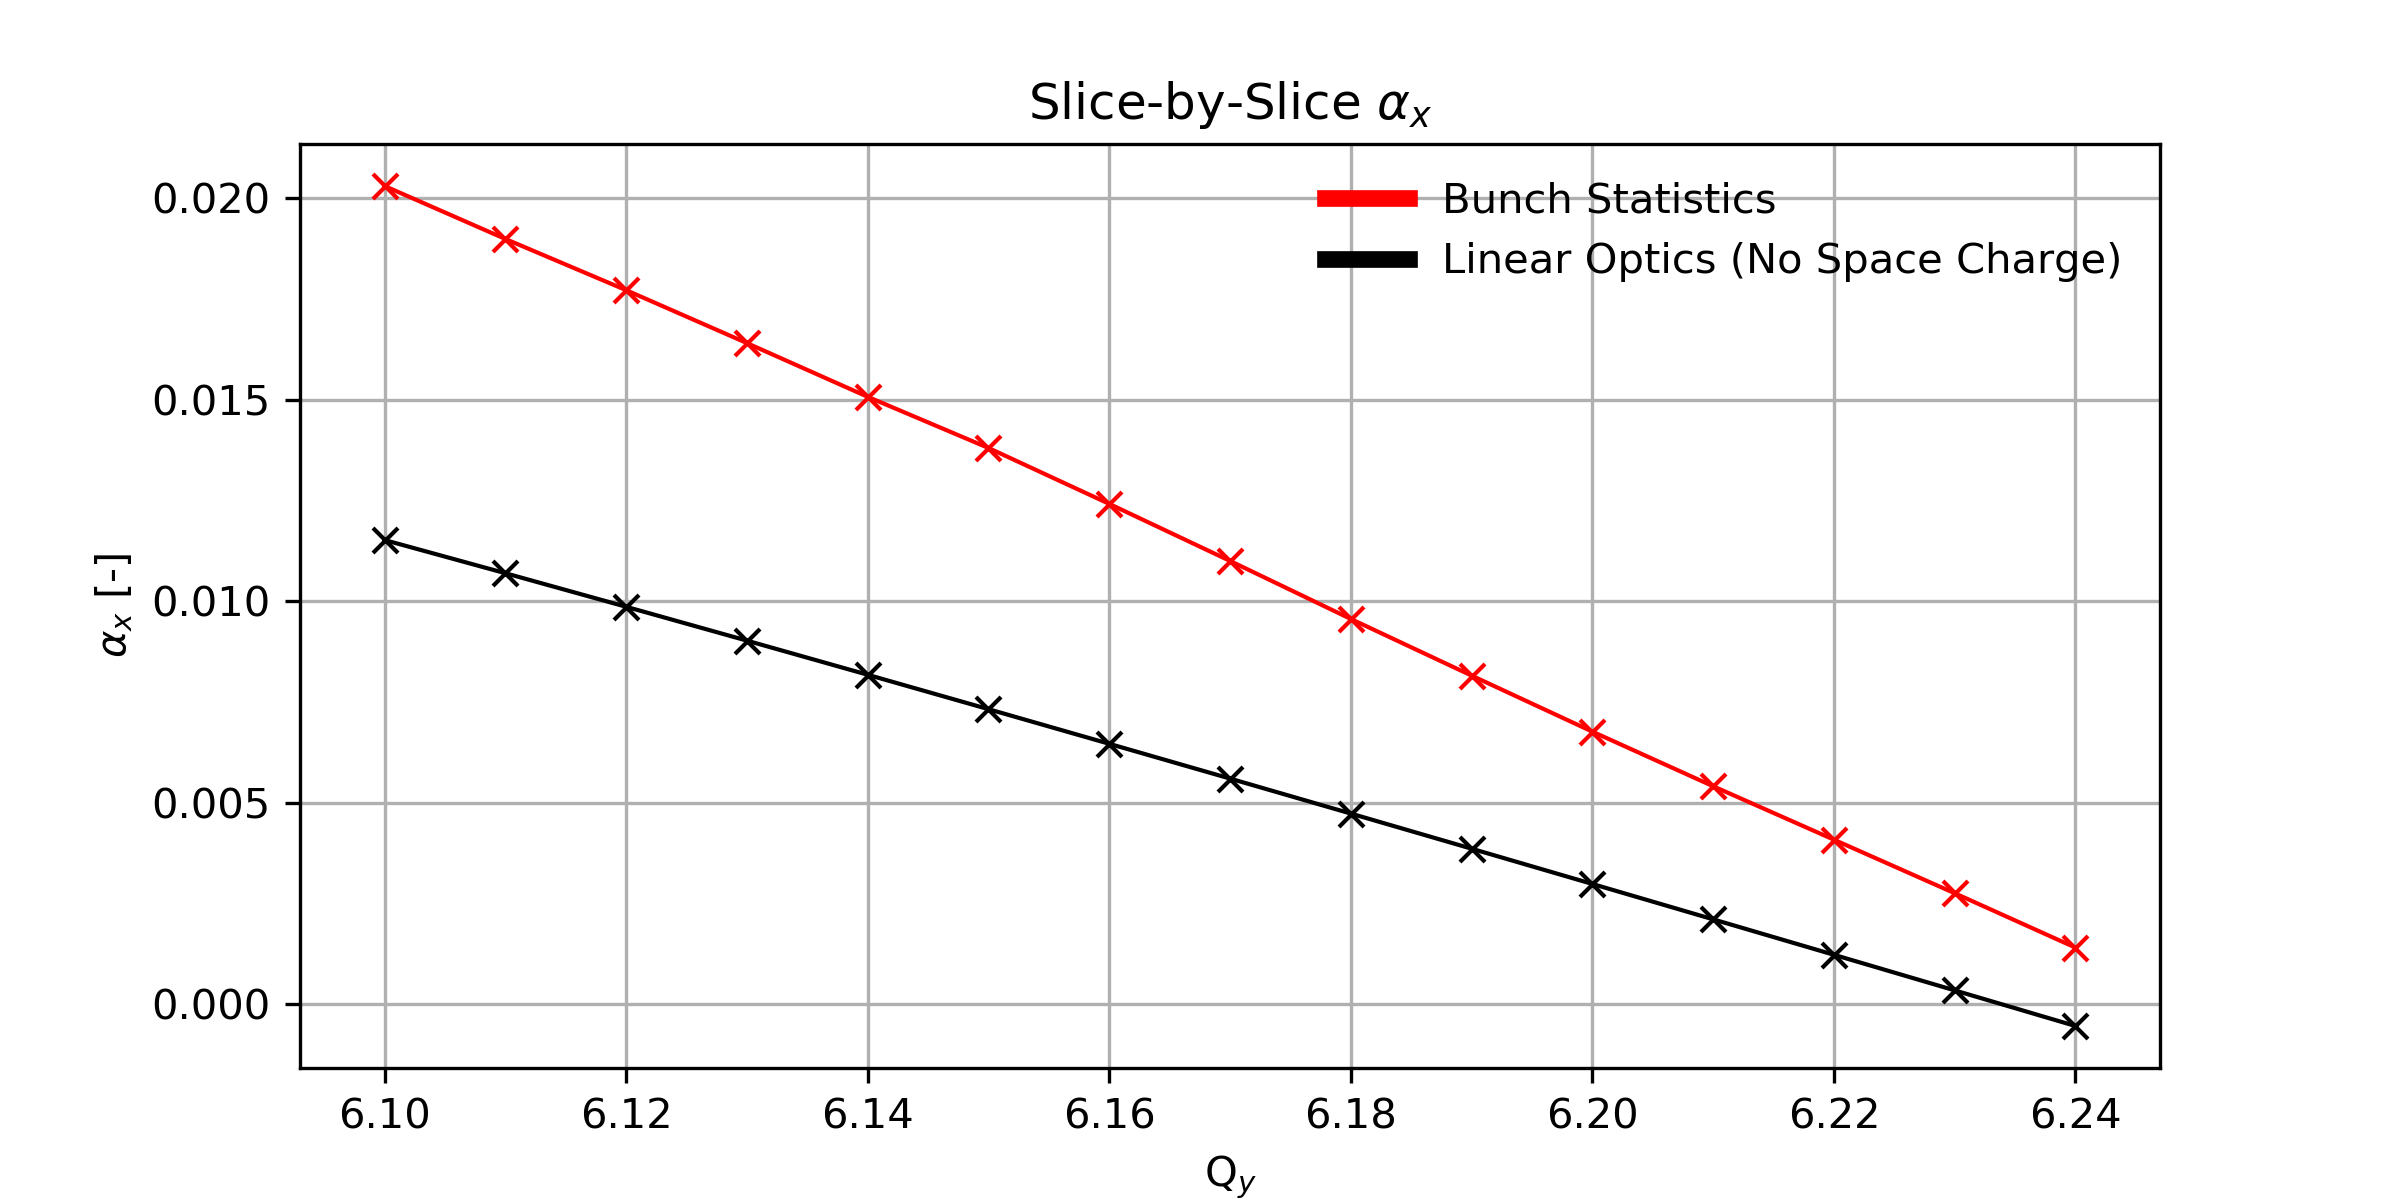 Slice-by-Slice αₓ
Bunch Statistics
Linear Optics (No Space Charge)
αₓ [-]
0.020
0.015
0.010
0.005
0.000
6.10 6.12 6.14 6.16 6.18 6.20 6.22 6.24
Q_y